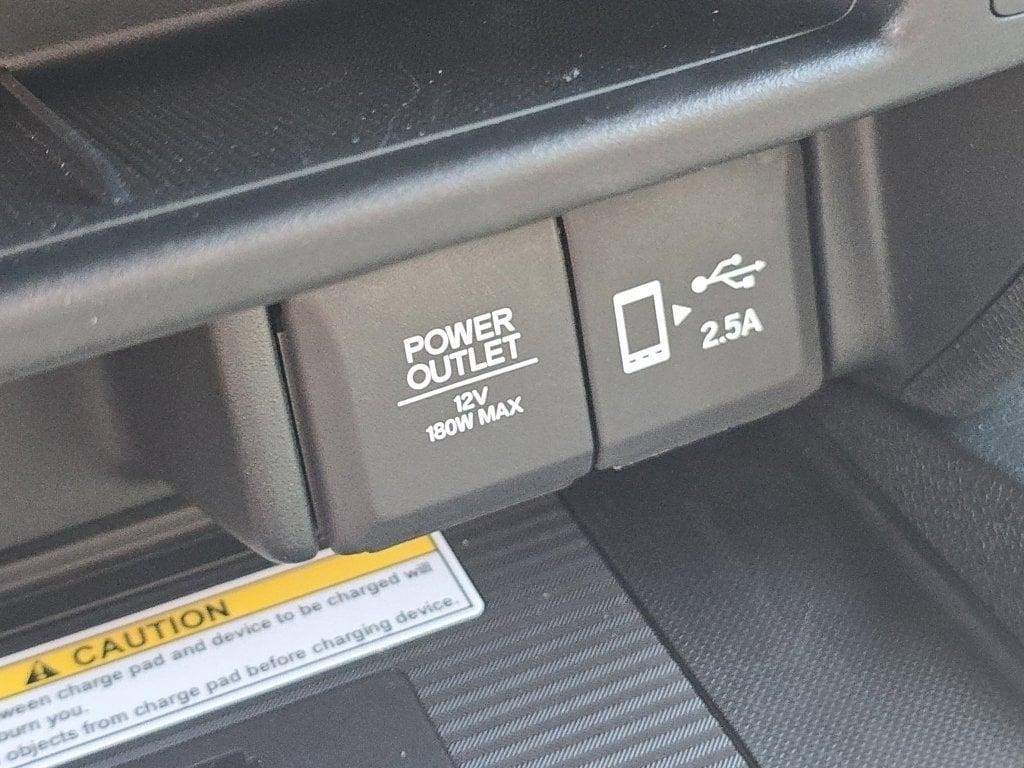 POWER
OUTLET
12V
180W MAX
2.5A
CAUTION
ween charge pad and device to be charged will
burn you.
objects from charge pad before charging device.